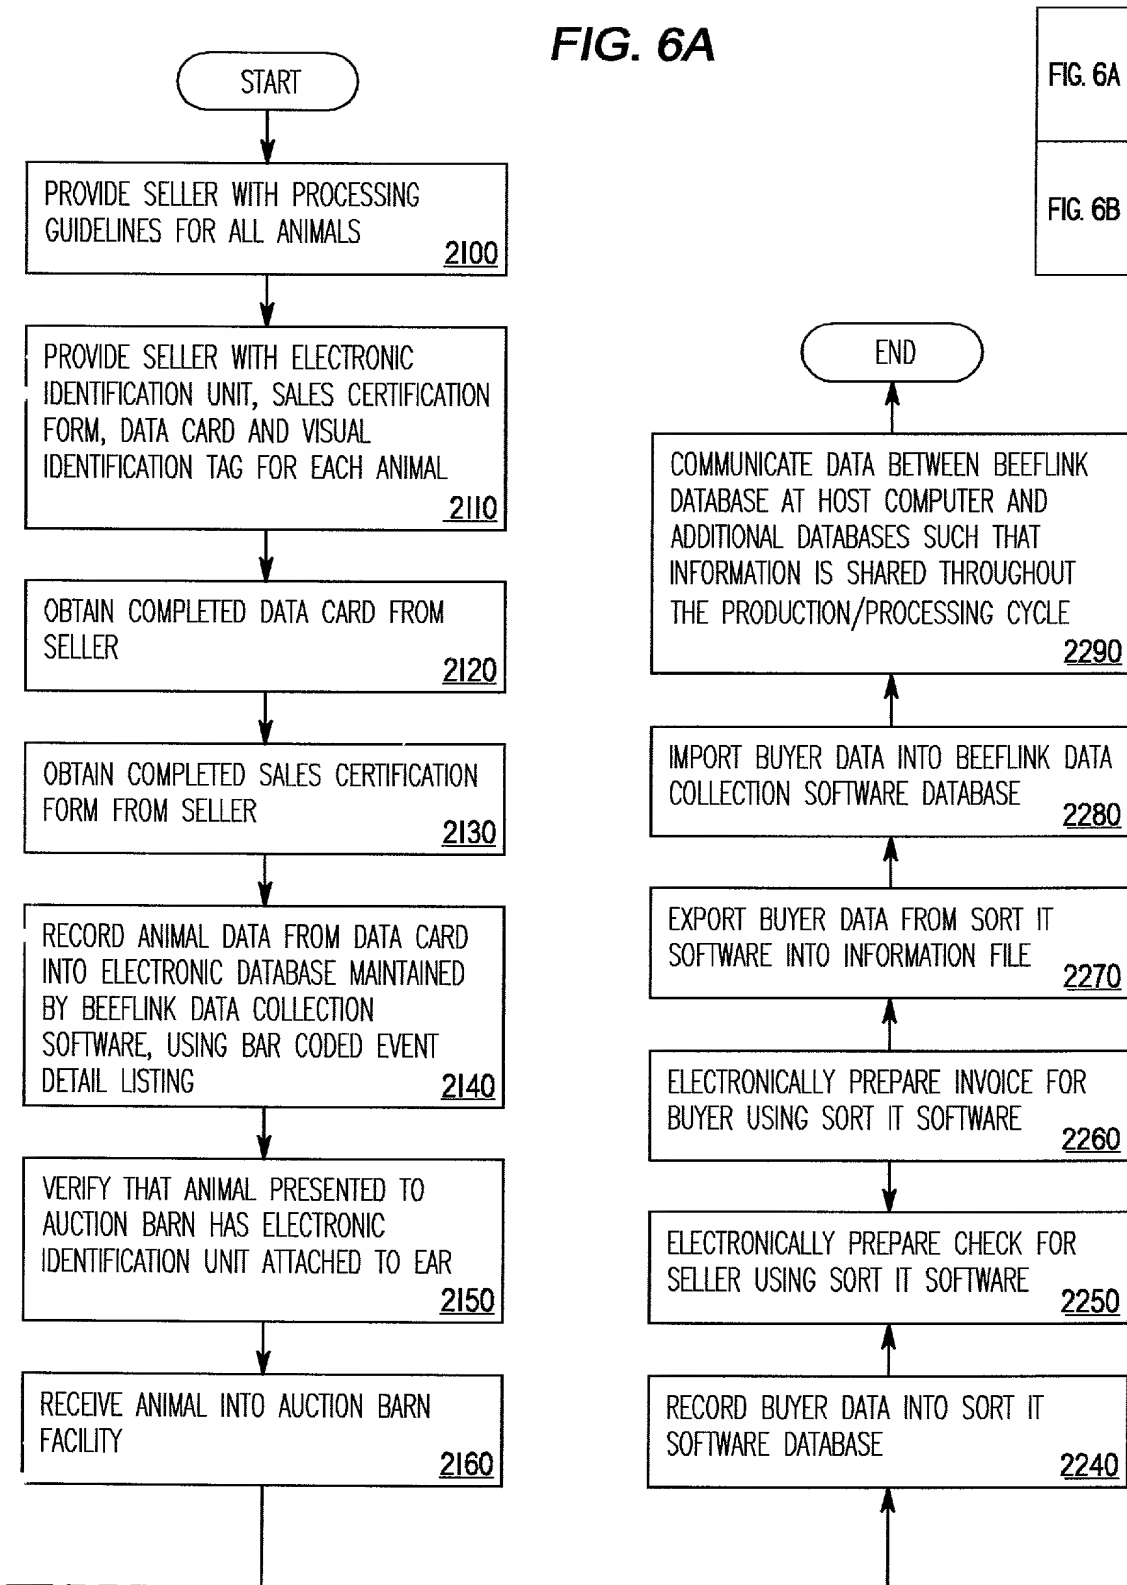 FIG. 6A
FIG. 6A
FIG. 6B
START
PROVIDE SELLER WITH PROCESSING
GUIDELINES FOR ALL ANIMALS
2100
PROVIDE SELLER WITH ELECTRONIC
IDENTIFICATION UNIT, SALES CERTIFICATION
FORM, DATA CARD AND VISUAL
IDENTIFICATION TAG FOR EACH ANIMAL
2110
OBTAIN COMPLETED DATA CARD FROM
SELLER
2120
OBTAIN COMPLETED SALES CERTIFICATION
FORM FROM SELLER
2130
RECORD ANIMAL DATA FROM DATA CARD
INTO ELECTRONIC DATABASE MAINTAINED
BY BEEFLINK DATA COLLECTION
SOFTWARE, USING BAR CODED EVENT
DETAIL LISTING
2140
VERIFY THAT ANIMAL PRESENTED TO
AUCTION BARN HAS ELECTRONIC
IDENTIFICATION UNIT ATTACHED TO EAR
2150
RECEIVE ANIMAL INTO AUCTION BARN
FACILITY
2160
END
COMMUNICATE DATA BETWEEN BEEFLINK
DATABASE AT HOST COMPUTER AND
ADDITIONAL DATABASES SUCH THAT
INFORMATION IS SHARED THROUGHOUT
THE PRODUCTION/PROCESSING CYCLE
2290
IMPORT BUYER DATA INTO BEEFLINK DATA
COLLECTION SOFTWARE DATABASE
2280
EXPORT BUYER DATA FROM SORT IT
SOFTWARE INTO INFORMATION FILE
2270
ELECTRONICALLY PREPARE INVOICE FOR
BUYER USING SORT IT SOFTWARE
2260
ELECTRONICALLY PREPARE CHECK FOR
SELLER USING SORT IT SOFTWARE
2250
RECORD BUYER DATA INTO SORT IT
SOFTWARE DATABASE
2240